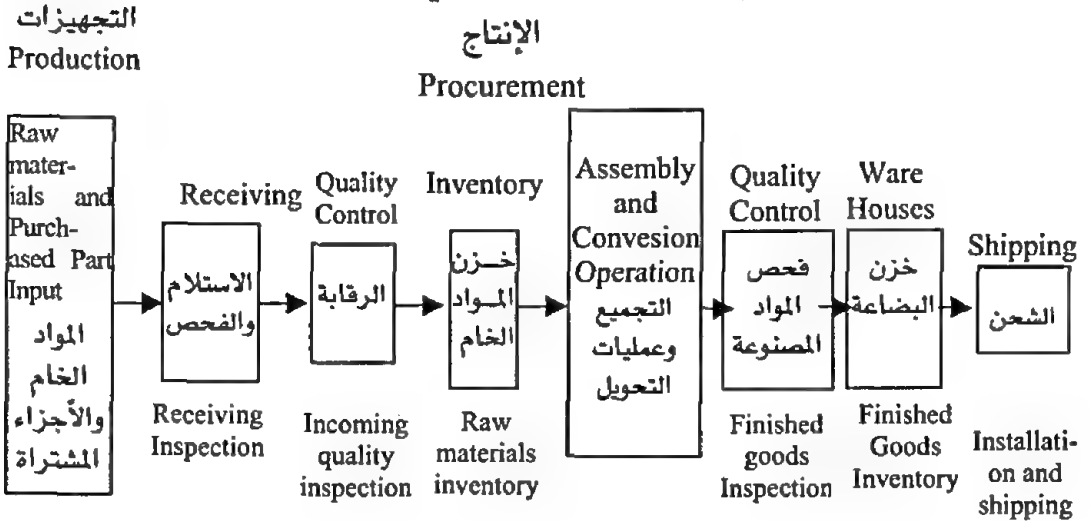 التجهيزات
Production
الإنتاج
Procurement
Raw
mater-
ials and
Purch-
ased Part
Input
المواد
الخام
والأجزاء
المشتراة
Receiving
الاستلام
والفحص
Receiving
Inspection
Quality
Control
الرقابة
Incoming
quality
inspection
Inventory
خـزن
المـواد
الخام
Raw
materials
inventory
Assembly
and
Convesion
Operation
التجميع
وعمليات
التحويل
Quality
Control
فحص
المواد
المصنوعة
Finished
goods
Inspection
Ware
Houses
خزن
البضاعة
Finished
Goods
Inventory
Shipping
الشحن
Installati-
on and
shipping